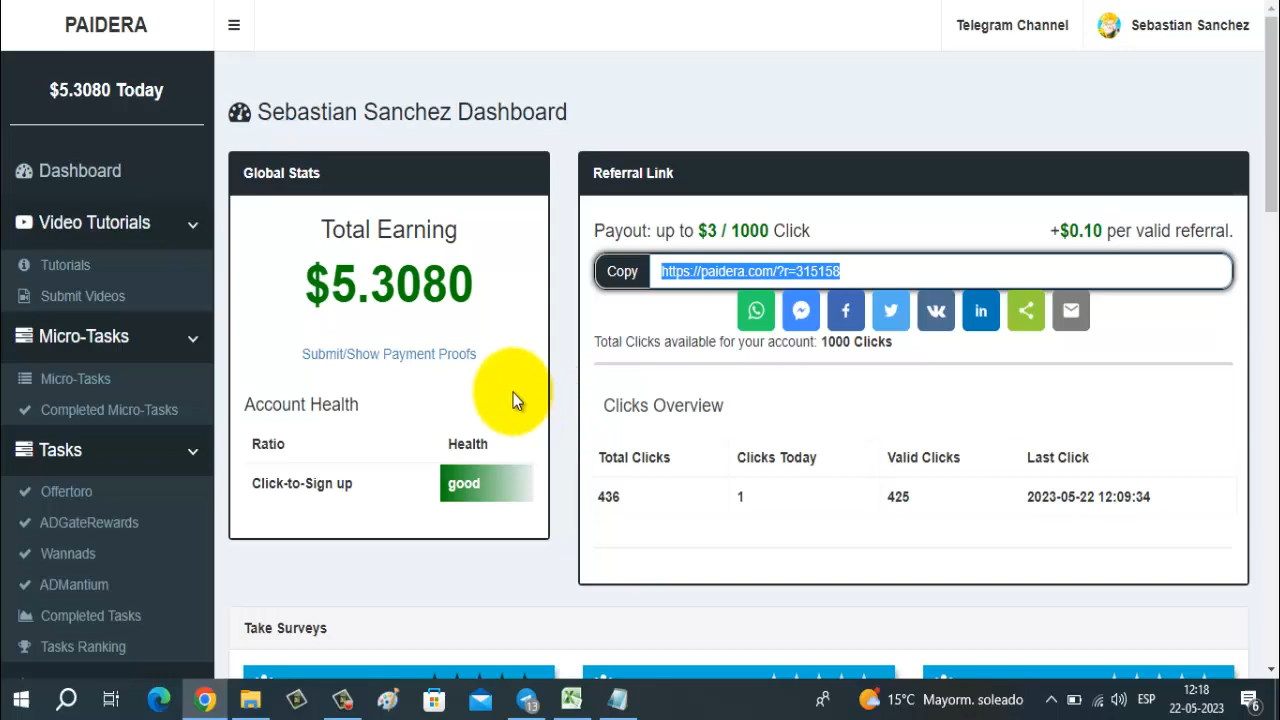 PAIDERA
Telegram Channel
Sebastian Sanchez
$5.3080 Today
Dashboard
Video Tutorials
Tutorials
Submit Videos
Micro-Tasks
Micro-Tasks
Completed Micro-Tasks
Tasks
Offertoro
ADGateRewards
Wannads
ADMantium
Completed Tasks
Tasks Ranking
Sebastian Sanchez Dashboard
Global Stats
Total Earning
$5.3080
Submit/Show Payment Proofs
Account Health
Ratio Health
Click-to-Sign up good
Referral Link
Payout: up to $3 / 1000 Click +$0.10 per valid referral.
Copy https://paidera.com/?r=315158
Total Clicks available for your account: 1000 Clicks
Clicks Overview
Total Clicks Clicks Today Valid Clicks Last Click
436 1 425 2023-05-22 12:09:34
Take Surveys
13
15°C Mayorm. soleado
ESP
12:18
22-05-2023
6